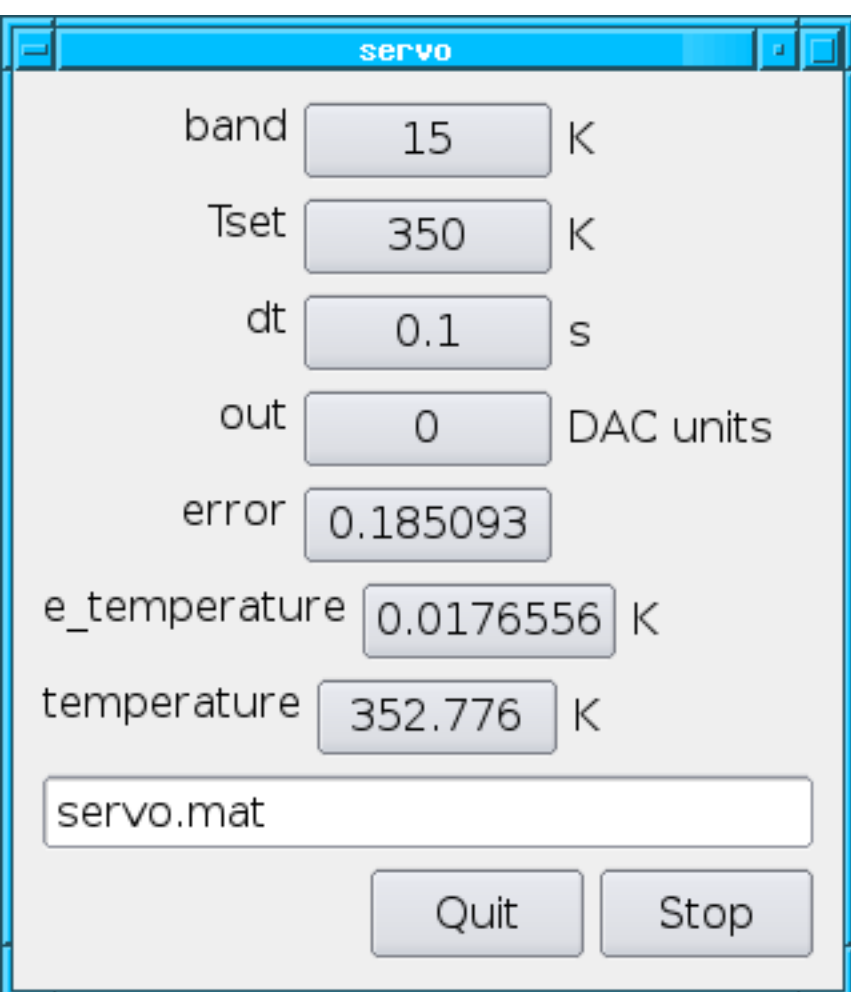 servo
band 15 K
Tset 350 K
dt 0.1 s
out 0 DAC units
error 0.185093
e_temperature 0.0176556 K
temperature 352.776 K
servo.mat
Quit Stop